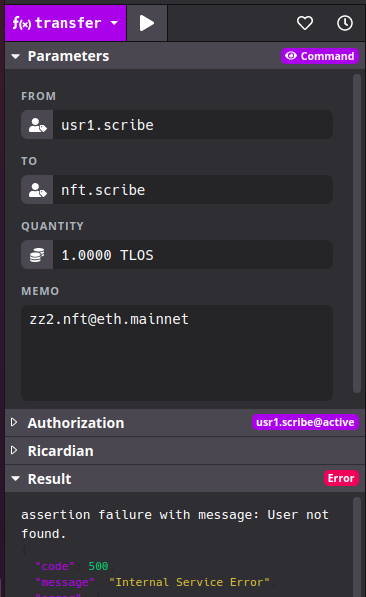 f(x) transfer
Parameters
Command
FROM
usr1.scribe
TO
nft.scribe
QUANTITY
1.0000 TLOS
MEMO
zz2.nft@eth.mainnet
Authorization
usr1.scribe@active
Ricardian
Result
Error
assertion failure with message: User not
found.
{
"code" 500
"message" "Internal Service Error"